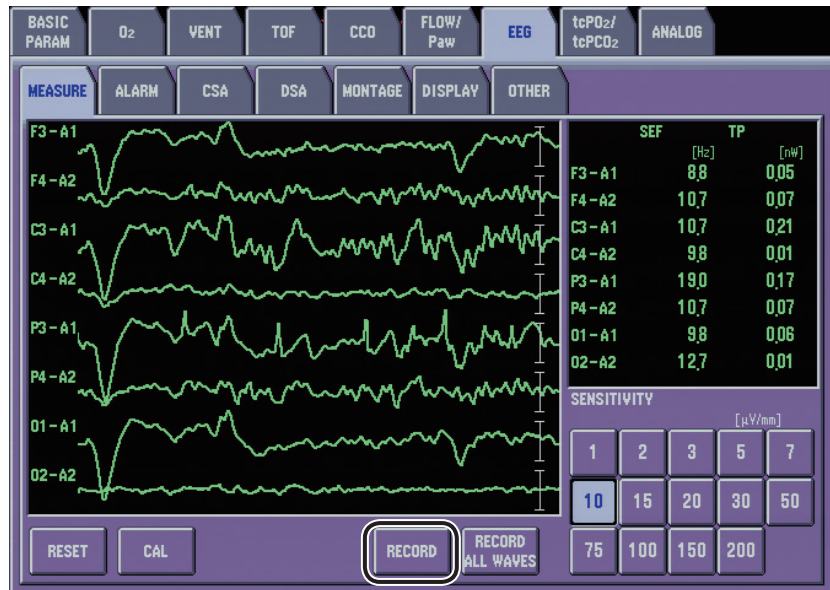 BASIC PARAM
O2
VENT
TOF
CCO
FLOW/ Paw
EEG
tcPO2/ tcPCO2
ANALOG
MEASURE
ALARM
CSA
DSA
MONTAGE
DISPLAY
OTHER
F3-A1
F4-A2
C3-A1
C4-A2
P3-A1
P4-A2
O1-A1
O2-A2
SEF TP
[Hz] [nW]
F3-A1 8.8 0.05
F4-A2 10.7 0.07
C3-A1 10.7 0.21
C4-A2 9.8 0.01
P3-A1 19.0 0.17
P4-A2 10.7 0.07
O1-A1 9.8 0.06
O2-A2 12.7 0.01
SENSITIVITY
[μV/mm]
1 2 3 5 7
10 15 20 30 50
75 100 150 200
RESET
CAL
RECORD
RECORD
ALL WAVES